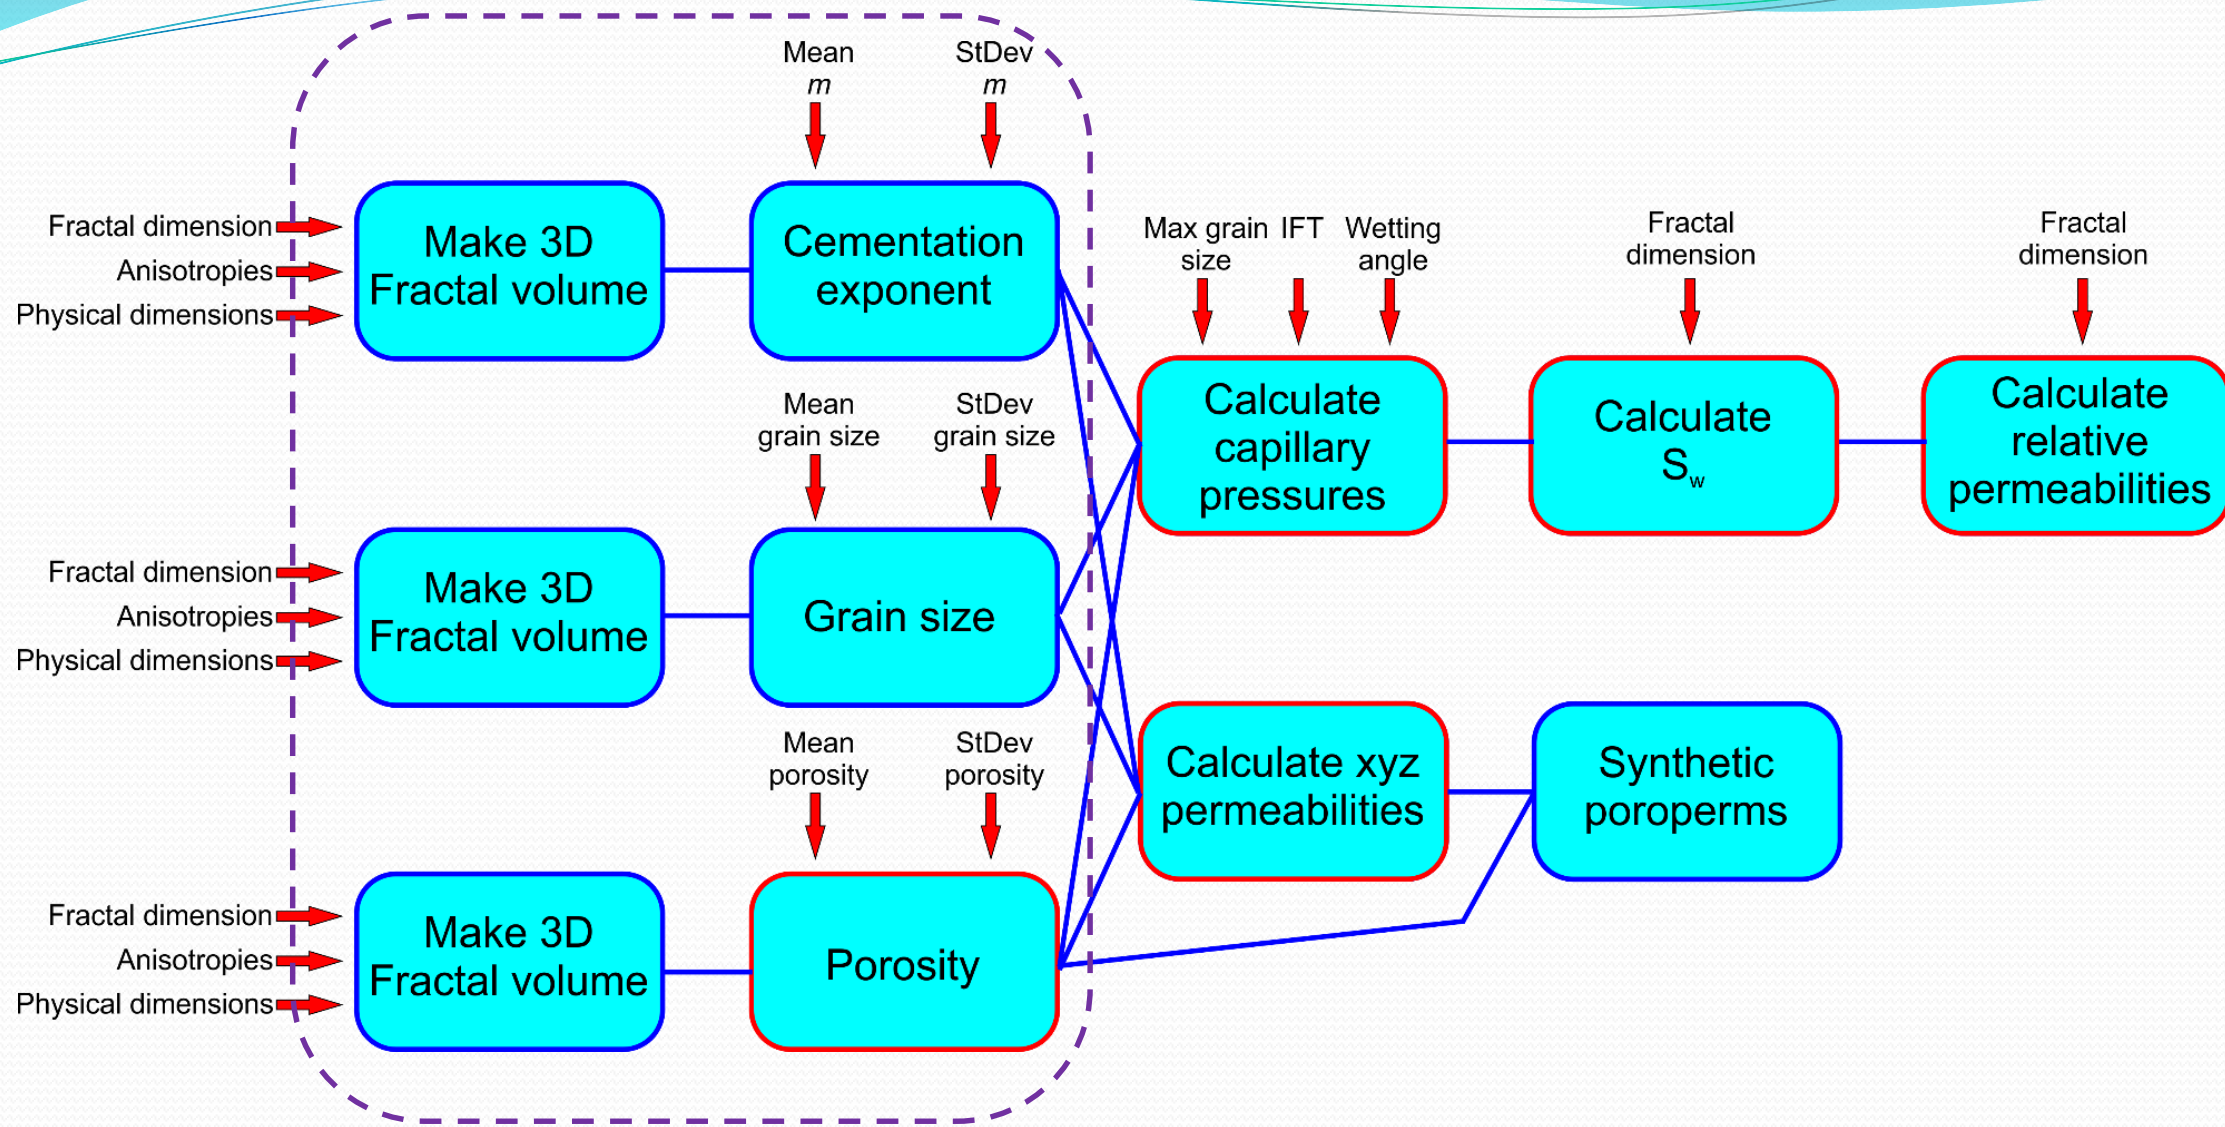 Mean
m
StDev
m
Fractal dimension
Anisotropies
Physical dimensions
Make 3D
Fractal volume
Cementation
exponent
Mean
grain size
StDev
grain size
Fractal dimension
Anisotropies
Physical dimensions
Make 3D
Fractal volume
Grain size
Mean
porosity
StDev
porosity
Fractal dimension
Anisotropies
Physical dimensions
Make 3D
Fractal volume
Porosity
Max grain
size
IFT
Wetting
angle
Calculate
capillary
pressures
Fractal
dimension
Calculate
Sw
Fractal
dimension
Calculate
relative
permeabilities
Calculate xyz
permeabilities
Synthetic
poroperms